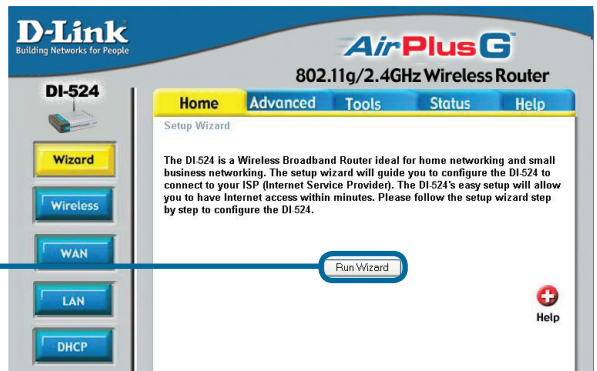 D-Link
Building Networks for People
AirPlus G
802.11g/2.4GHz Wireless Router
DI-524
Home Advanced Tools Status Help
Setup Wizard
Wizard
Wireless
WAN
LAN
DHCP
The DI-524 is a Wireless Broadband Router ideal for home networking and small
business networking. The setup wizard will guide you to configure the DI-524 to
connect to your ISP (Internet Service Provider). The DI-524's easy setup will allow
you to have Internet access within minutes. Please follow the setup wizard step
by step to configure the DI-524.
Run Wizard
Help